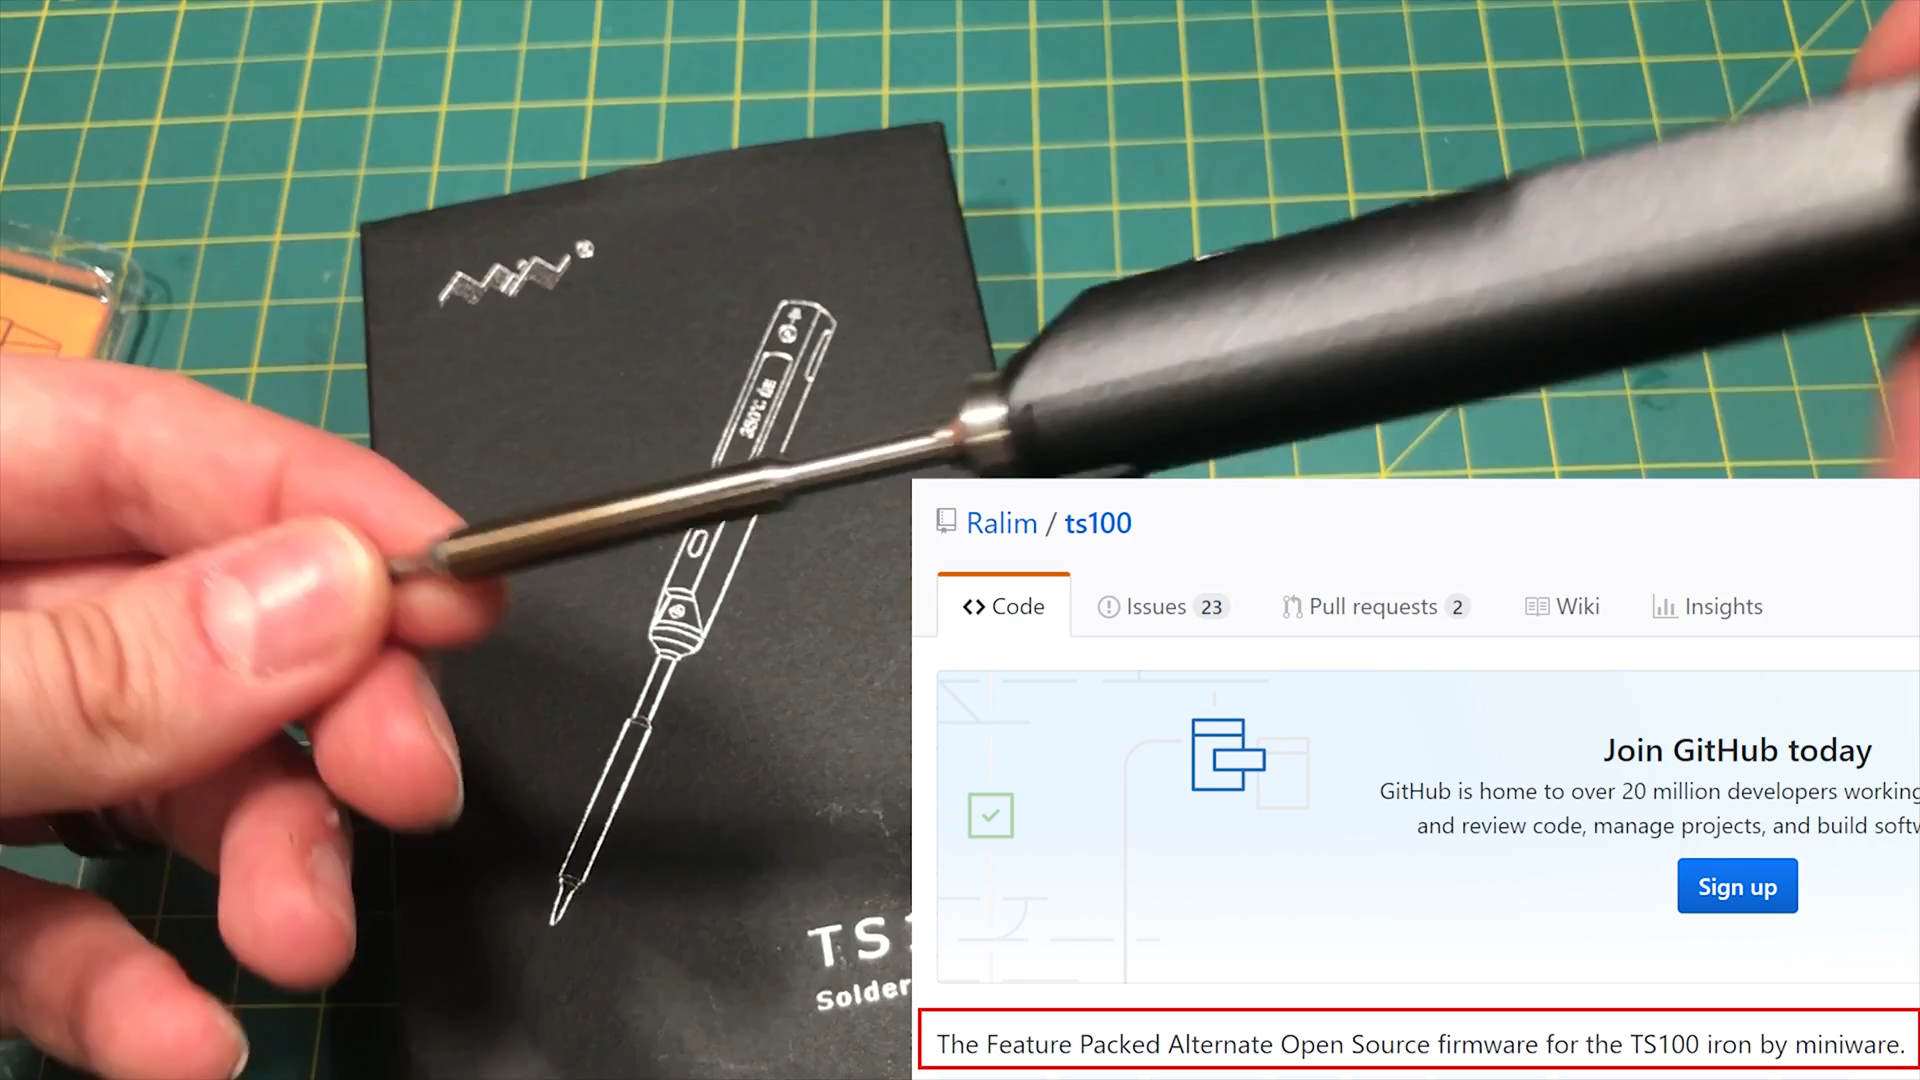 350℃
TS
Solder
Ralim / ts100
Code
Issues 23
Pull requests 2
Wiki
Insights
Join GitHub today
GitHub is home to over 20 million developers working
and review code, manage projects, and build softw
Sign up
The Feature Packed Alternate Open Source firmware for the TS100 iron by miniware.